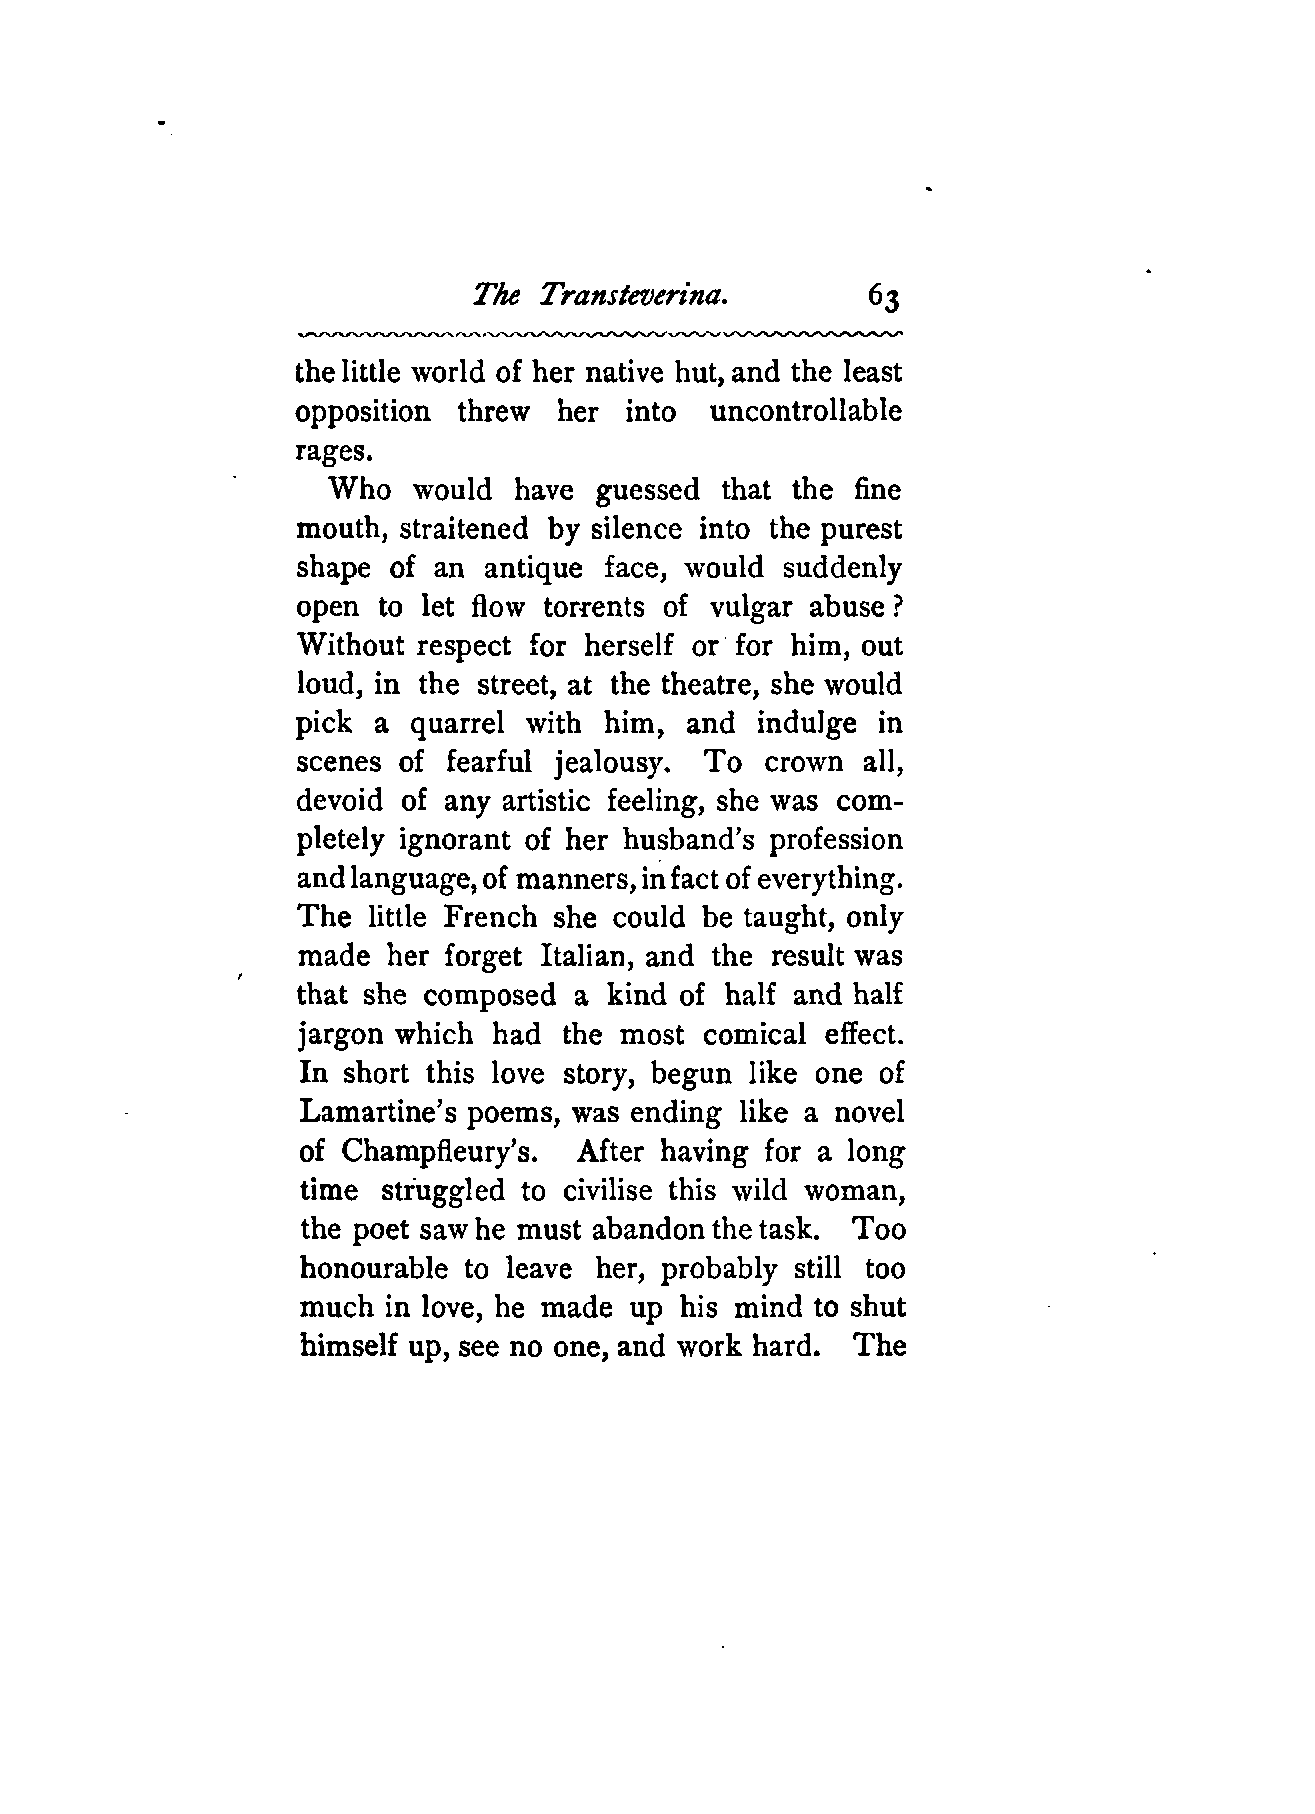 The Transteverina. 63
the little world of her native hut, and the least
opposition threw her into uncontrollable
rages.
Who would have guessed that the fine
mouth, straitened by silence into the purest
shape of an antique face, would suddenly
open to let flow torrents of vulgar abuse?
Without respect for herself or for him, out
loud, in the street, at the theatre, she would
pick a quarrel with him, and indulge in
scenes of fearful jealousy. To crown all,
devoid of any artistic feeling, she was com-
pletely ignorant of her husband's profession
and language, of manners, in fact of everything.
The little French she could be taught, only
made her forget Italian, and the result was
that she composed a kind of half and half
jargon which had the most comical effect.
In short this love story, begun like one of
Lamartine's poems, was ending like a novel
of Champfleury's. After having for a long
time struggled to civilise this wild woman,
the poet saw he must abandon the task. Too
honourable to leave her, probably still too
much in love, he made up his mind to shut
himself up, see no one, and work hard. The